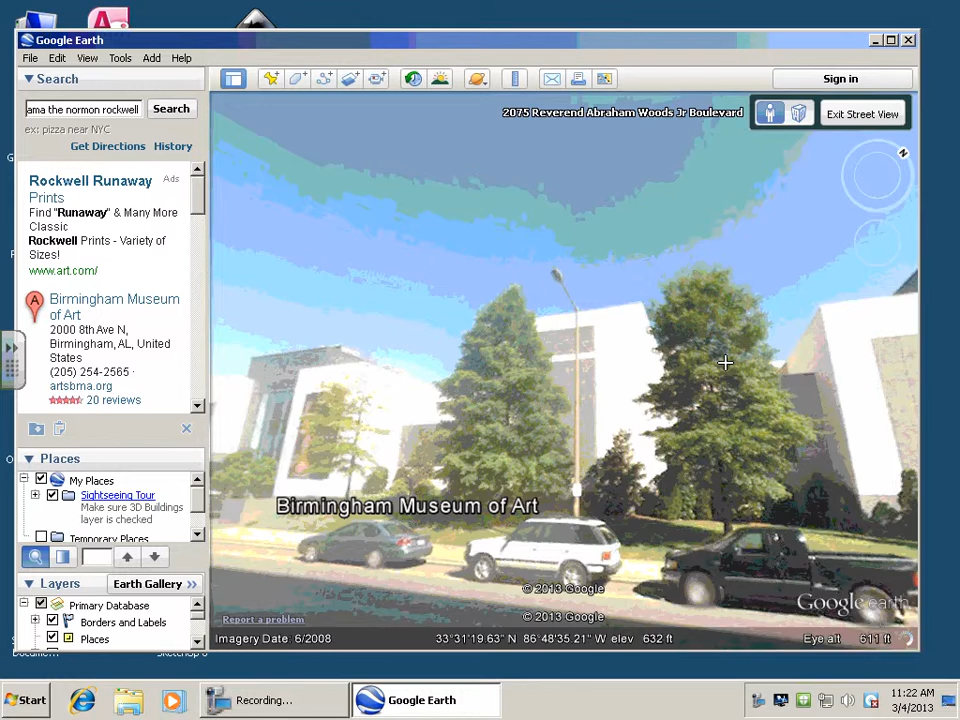 Google Earth
File Edit View Tools Add Help
Search
ama the normon rockwell Search
ex: pizza near NYC
Get Directions History
Rockwell Runaway Ads
Prints
Find "Runaway" & Many More
Classic
Rockwell Prints - Variety of
Sizes!
www.art.com/
A
Birmingham Museum
of Art
2000 8th Ave N,
Birmingham, AL, United
States
(205) 254-2565 ·
artsbma.org
20 reviews
Places
My Places
Sightseeing Tour
Make sure 3D Buildings
layer is checked
Temporary Places
Layers Earth Gallery >>
Primary Database
Borders and Labels
Places
Sign in
2075 Reverend Abraham Woods Jr Boulevard
Exit Street View
N
Birmingham Museum of Art
© 2013 Google
© 2013 Google
Google earth
Report a problem
Imagery Date: 6/2008 33°31'19.63" N 86°48'35.21" W elev 632 ft Eye alt 611 ft
Start
Recording...
Google Earth
11:22 AM
3/4/2013